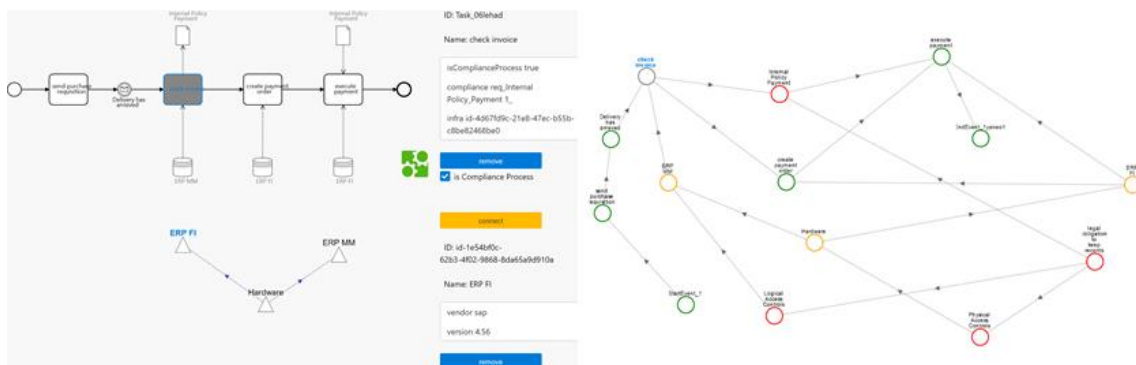 Internal Policy
Payment
Internal Policy
Payment
send purchase
requisition
Delivery has
arrived
create payment
order
execute
payment
ERP MM
ERP FI
ERP FI
ERP FI
ERP MM
Hardware
ID: Task_06lehad
Name: check invoice
isComplianceProcess true
compliance req_Internal
Policy_Payment 1_
infra id-4d67fd9c-21e8-47ec-b55b-
c8be82468be0
remove
is Compliance Process
connect
ID: id-1e54bf0c-
62b3-4f02-9868-8da65a9d910a
Name: ERP FI
vendor sap
version 4.56
remove
check
invoice
Internal
Policy
Payment
execute
payment
Delivery
has
arrived
ERP
MM
create
payment
order
ERP
FI
send
purchase
requisition
Hardware
legal
obligation
to keep
records
StartEvent_1
Logical
Access
Controls
Physical
Access
Controls